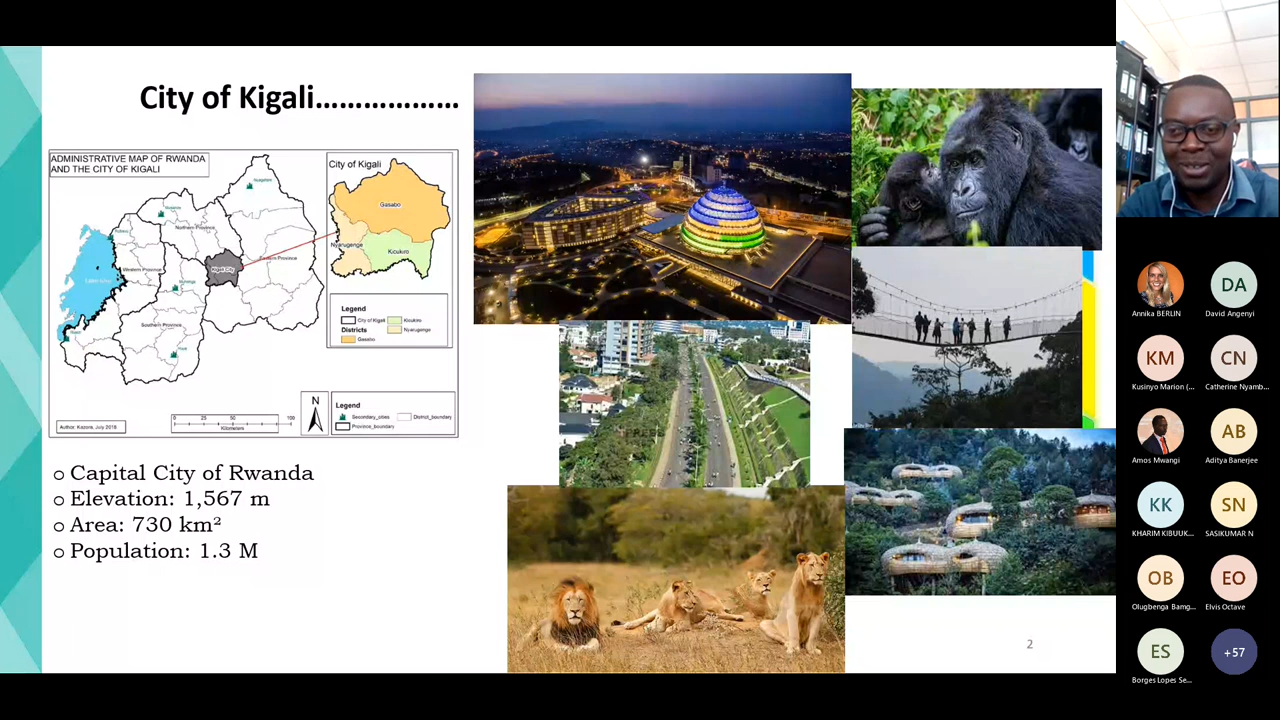 City of Kigali………………
ADMINISTRATIVE MAP OF RWANDA
AND THE CITY OF KIGALI
City of Kigali
Gasabo
Nyarugenge
Kicukiro
Northern Province
Kigali City
Eastern Province
Western Province
Southern Province
Legend
City of Kigali
Kicukiro
Districts
Nyarugenge
Gasabo
N
0 25 50 100
Kilometers
Legend
Secondary_cities
District_boundary
Province_boundary
Author: Kazora, July 2019
o Capital City of Rwanda
o Elevation: 1,567 m
o Area: 730 km²
o Population: 1.3 M
2
Annika BERLIN
DA
David Angenyi
KM
Kusinyo Marion (...
CN
Catherine Nyamb...
Amos Mwangi
AB
Aditya Banerjee
KK
KHARIM KIBUUK...
SN
SASIKUMAR N
OB
Olugbenga Bamg...
EO
Elvis Octave
ES
Borges Lopes Se...
+57